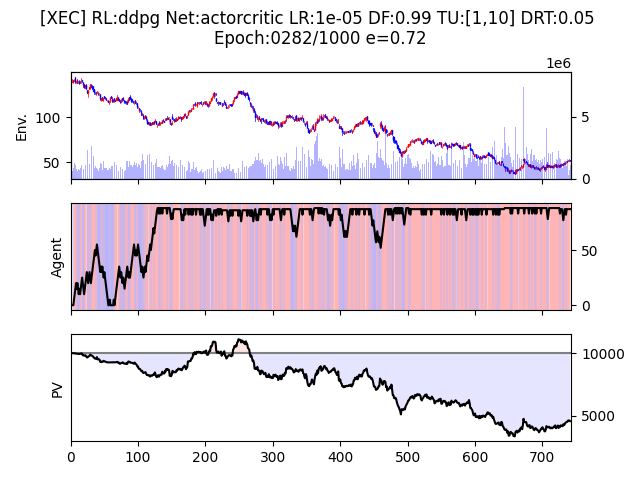 [XEC] RL:ddpg Net:actorcritic LR:1e-05 DF:0.99 TU:[1,10] DRT:0.05
Epoch:0282/1000 e=0.72
1e6
Env.
100
50
5
0
Agent
50
0
PV
10000
5000
0 100 200 300 400 500 600 700